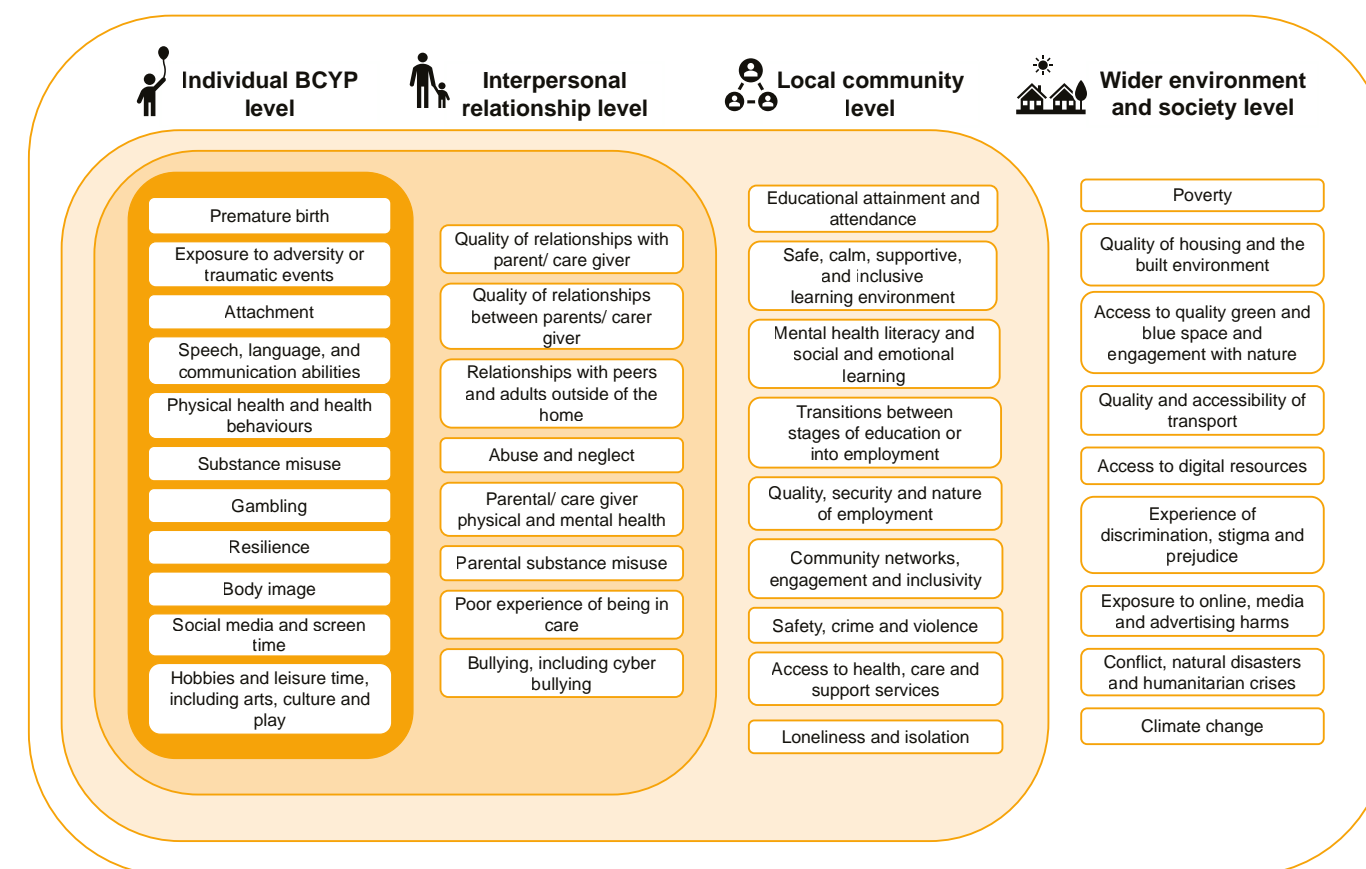 Individual BCYP
level
Interpersonal
relationship level
Local community
level
Wider environment
and society level
Premature birth
Exposure to adversity or
traumatic events
Attachment
Speech, language, and
communication abilities
Physical health and health
behaviours
Substance misuse
Gambling
Resilience
Body image
Social media and screen
time
Hobbies and leisure time,
including arts, culture and
play
Quality of relationships with
parent/ care giver
Quality of relationships
between parents/ carer
giver
Relationships with peers
and adults outside of the
home
Abuse and neglect
Parental/ care giver
physical and mental health
Parental substance misuse
Poor experience of being in
care
Bullying, including cyber
bullying
Educational attainment and
attendance
Safe, calm, supportive,
and inclusive
learning environment
Mental health literacy and
social and emotional
learning
Transitions between
stages of education or
into employment
Quality, security and nature
of employment
Community networks,
engagement and inclusivity
Safety, crime and violence
Access to health, care and
support services
Loneliness and isolation
Poverty
Quality of housing and the
built environment
Access to quality green and
blue space and
engagement with nature
Quality and accessibility of
transport
Access to digital resources
Experience of
discrimination, stigma and
prejudice
Exposure to online, media
and advertising harms
Conflict, natural disasters
and humanitarian crises
Climate change